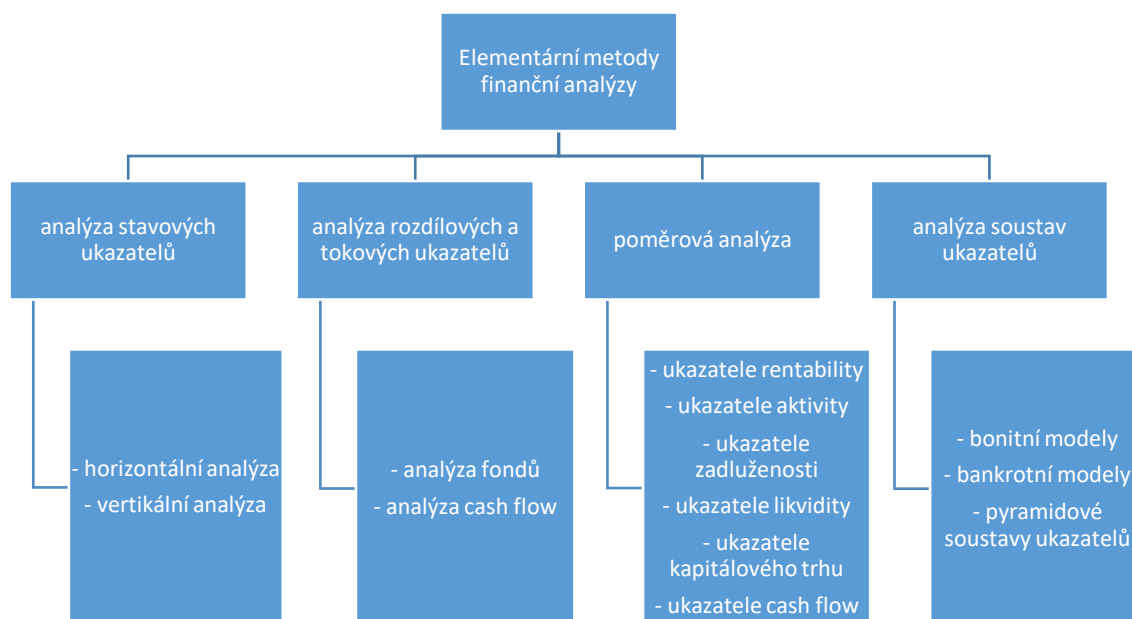 Elementární metody
finanční analýzy
analýza stavových
ukazatelů
analýza rozdílových a
tokových ukazatelů
poměrová analýza
analýza soustav
ukazatelů
- horizontální analýza
- vertikální analýza
- analýza fondů
- analýza cash flow
- ukazatele rentability
- ukazatele aktivity
- ukazatele
zadluženosti
- ukazatele likvidity
- ukazatele
kapitálového trhu
- ukazatele cash flow
- bonitní modely
- bankrotní modely
- pyramidové
soustavy ukazatelů